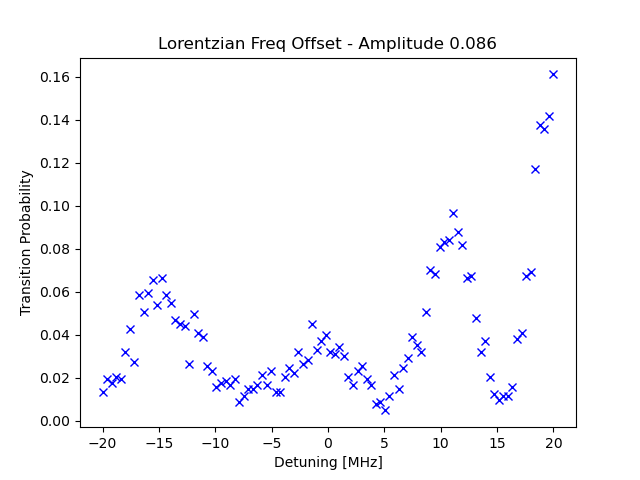 Lorentzian Freq Offset - Amplitude 0.086
0.16
0.14
0.12
0.10
0.08
0.06
0.04
0.02
0.00
Transition Probability
−20 −15 −10 −5 0 5 10 15 20
Detuning [MHz]